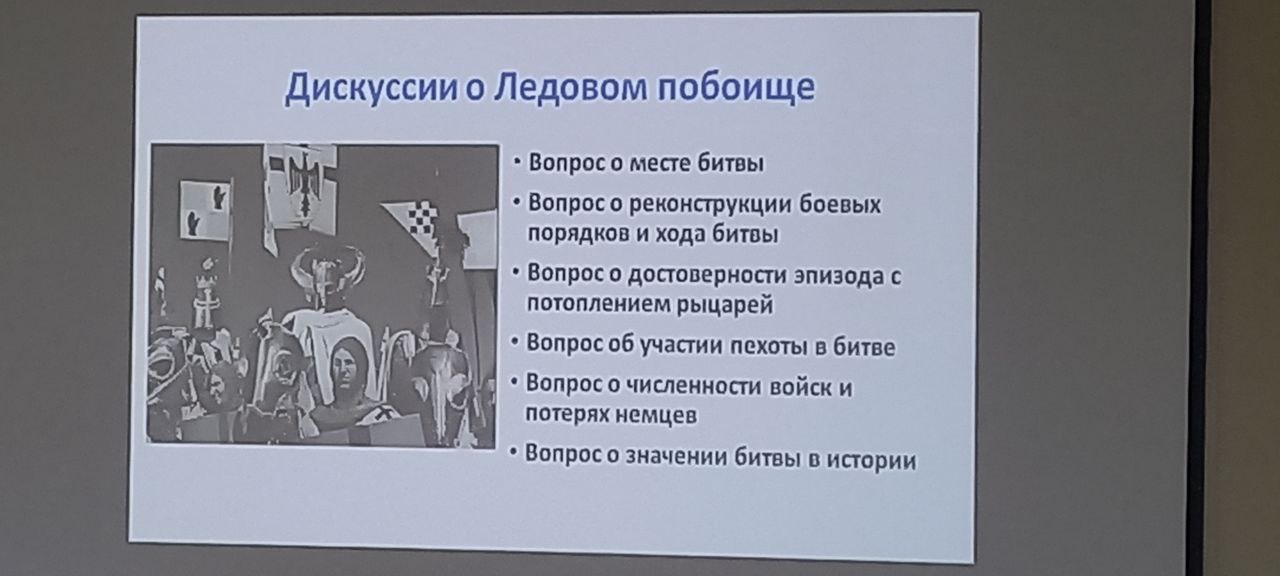 Дискуссии о Ледовом побоище
• Вопрос о месте битвы
• Вопрос о реконструкции боевых
порядков и хода битвы
• Вопрос о достоверности эпизода с
потоплением рыцарей
• Вопрос об участии пехоты в битве
• Вопрос о численности войск и
потерях немцев
• Вопрос о значении битвы в истории